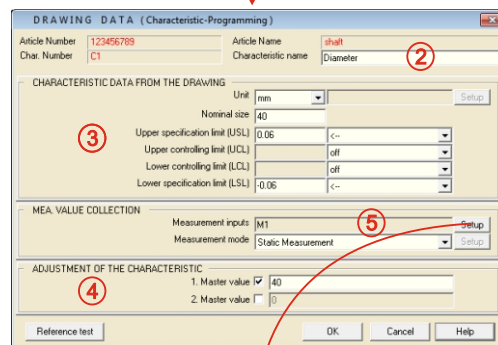 DRAWING DATA (Characteristic-Programming)
Article Number 123456789 Article Name shaft
Char. Number C1 Characteristic name Diameter ②
CHARACTERISTIC DATA FROM THE DRAWING
Unit mm Setup
Nominal size 40
③ Upper specification limit (USL) 0.06 <--
Upper controlling limit (UCL) off
Lower controlling limit (LCL) off
Lower specification limit (LSL) -0.06 <--
MEA. VALUE COLLECTION
Measurement inputs M1 ⑤ Setup
Measurement mode Static Measurement Setup
ADJUSTMENT OF THE CHARACTERISTIC
④ 1. Master value 40
2. Master value 0
Reference test OK Cancel Help